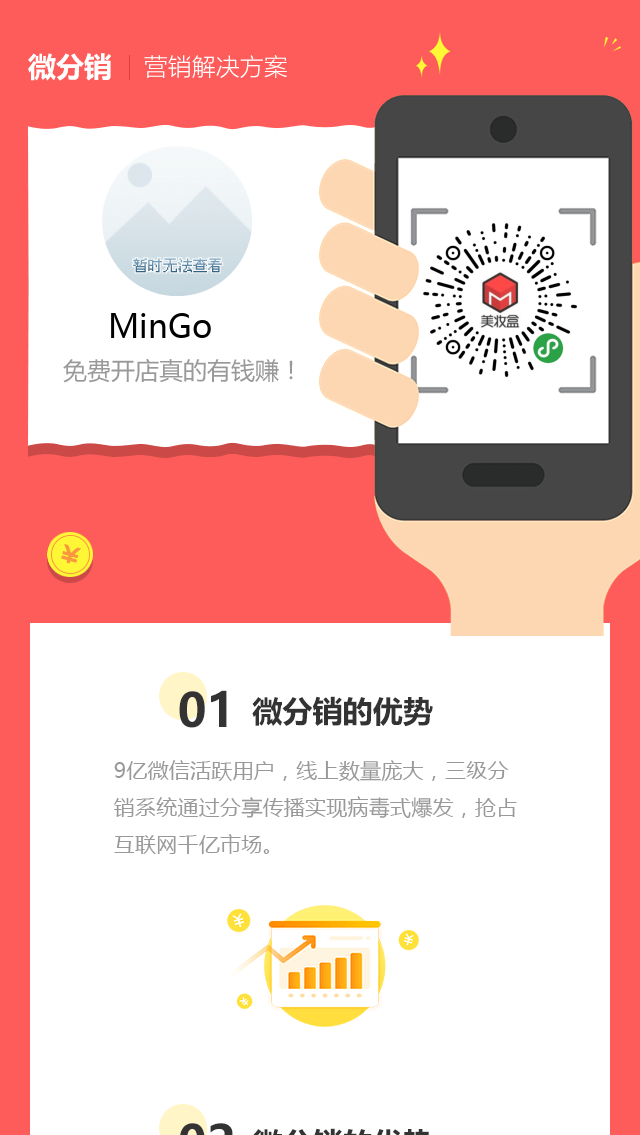 微分销
营销解决方案
暂时无法查看
MinGo
免费开店真的有钱赚！
美妆盒
01 微分销的优势
9亿微信活跃用户，线上数量庞大，三级分
销系统通过分享传播实现病毒式爆发，抢占
互联网千亿市场。